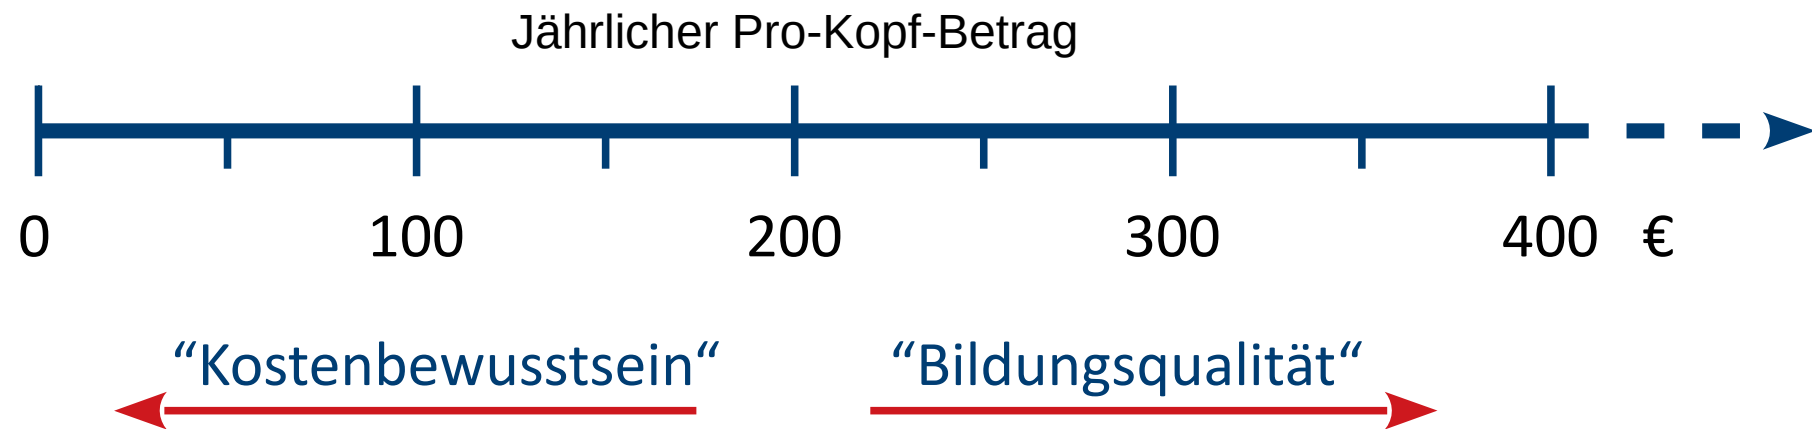 Jährlicher Pro-Kopf-Betrag
0 100 200 300 400 €
“Kostenbewusstsein“ “Bildungsqualität“